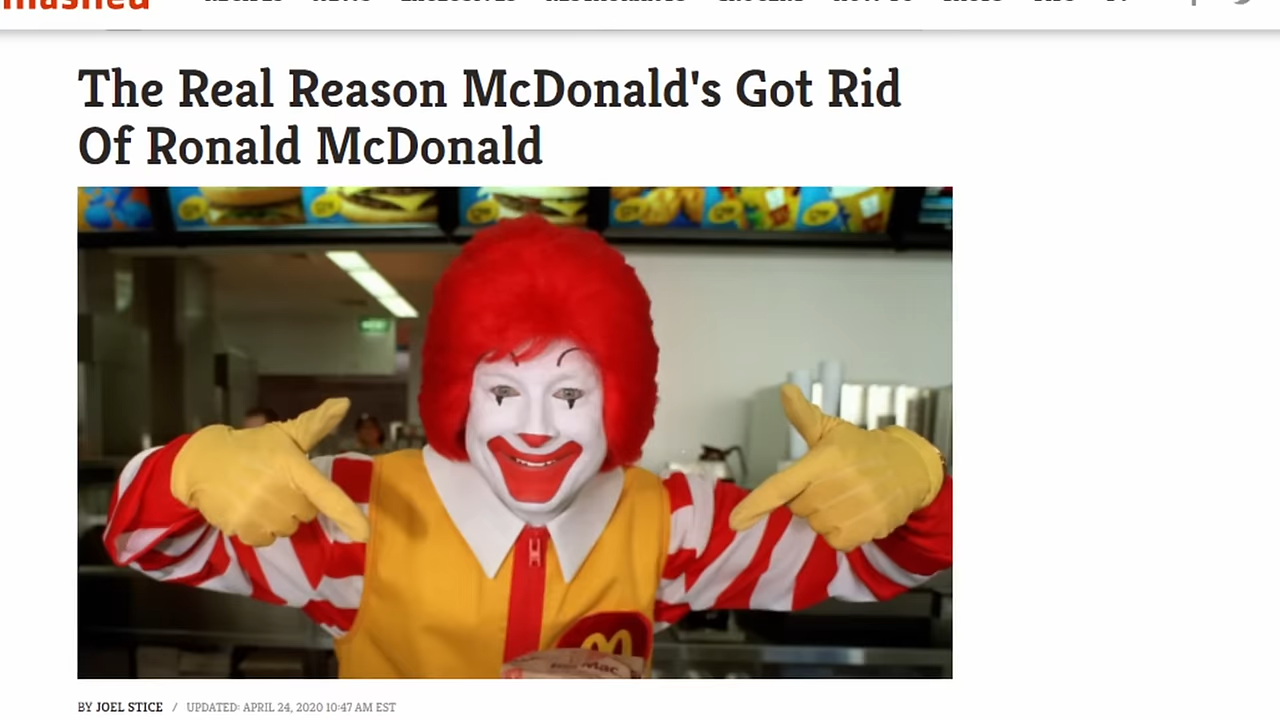 The Real Reason McDonald's Got Rid
Of Ronald McDonald
BY JOEL STICE / UPDATED: APRIL 24, 2020 10:47 AM EST